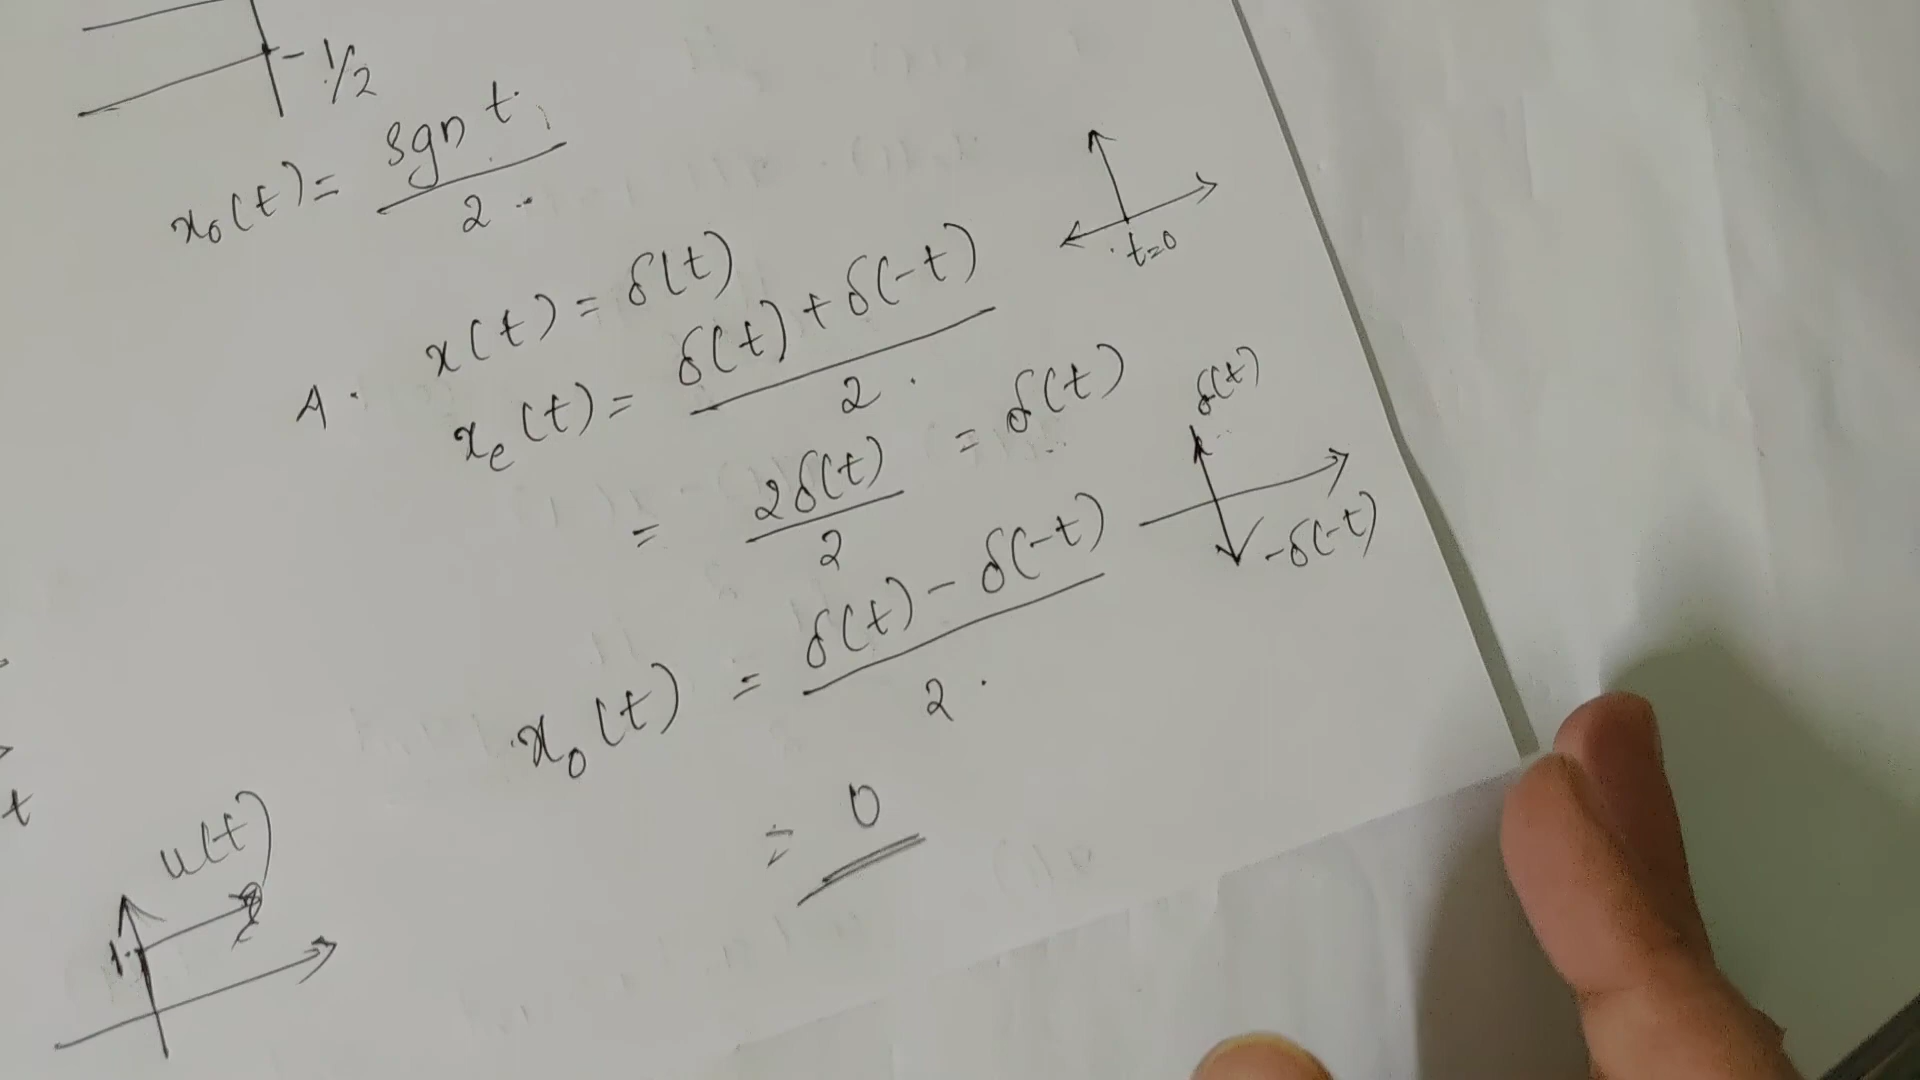 - 1/2
x₀(t) = sgn t / 2
t=0
x(t) = δ(t)
A. xₑ(t) = δ(t) + δ(-t) / 2
= 2δ(t) / 2 = δ(t)
δ(t)
-δ(-t)
x₀(t) = δ(t) - δ(-t) / 2
= 0
t
u(t)
1